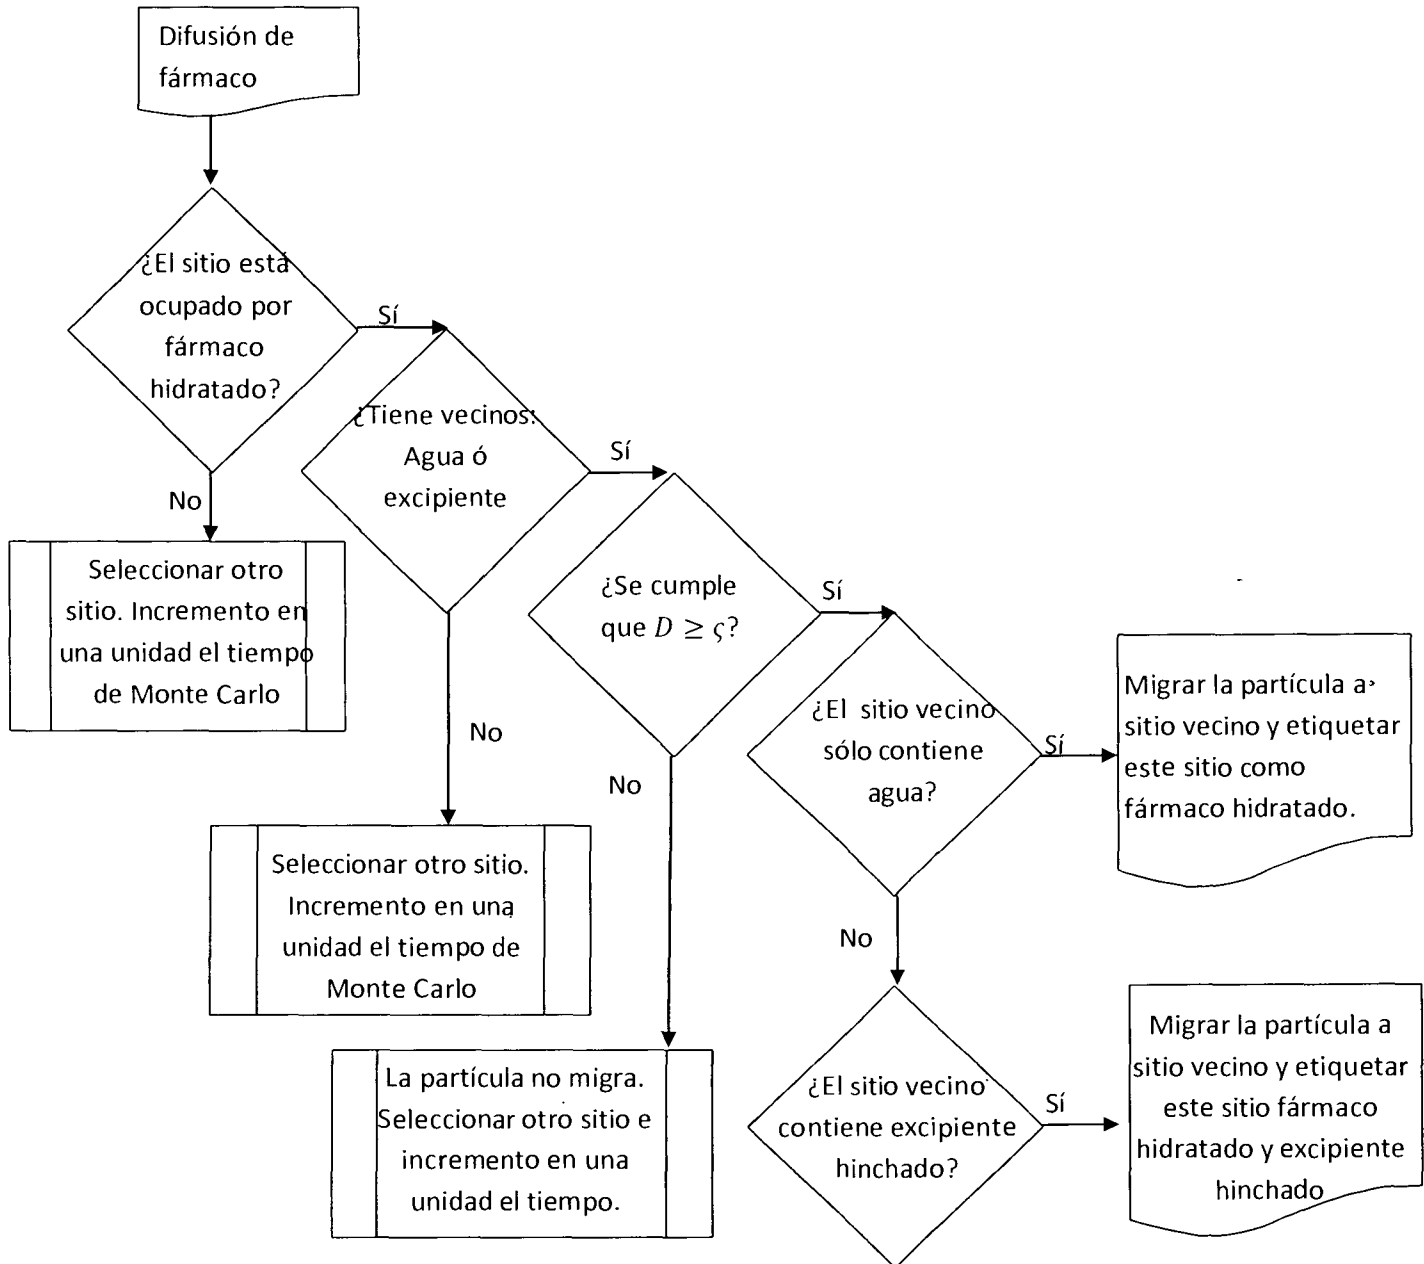 Difusión de
fármaco
¿El sitio está
ocupado por
fármaco
hidratado?
Sí
No
Seleccionar otro
sitio. Incremento en
una unidad el tiempo
de Monte Carlo
¿Tiene vecinos:
Agua ó
excipiente
Sí
No
Seleccionar otro sitio.
Incremento en una
unidad el tiempo de
Monte Carlo
¿Se cumple
que D ≥ ς?
Sí
No
La partícula no migra.
Seleccionar otro sitio e
incremento en una
unidad el tiempo.
¿El sitio vecino
sólo contiene
agua?
Sí
Migrar la partícula a
sitio vecino y etiquetar
este sitio como
fármaco hidratado.
No
¿El sitio vecino
contiene excipiente
hinchado?
Sí
Migrar la partícula a
sitio vecino y etiquetar
este sitio fármaco
hidratado y excipiente
hinchado